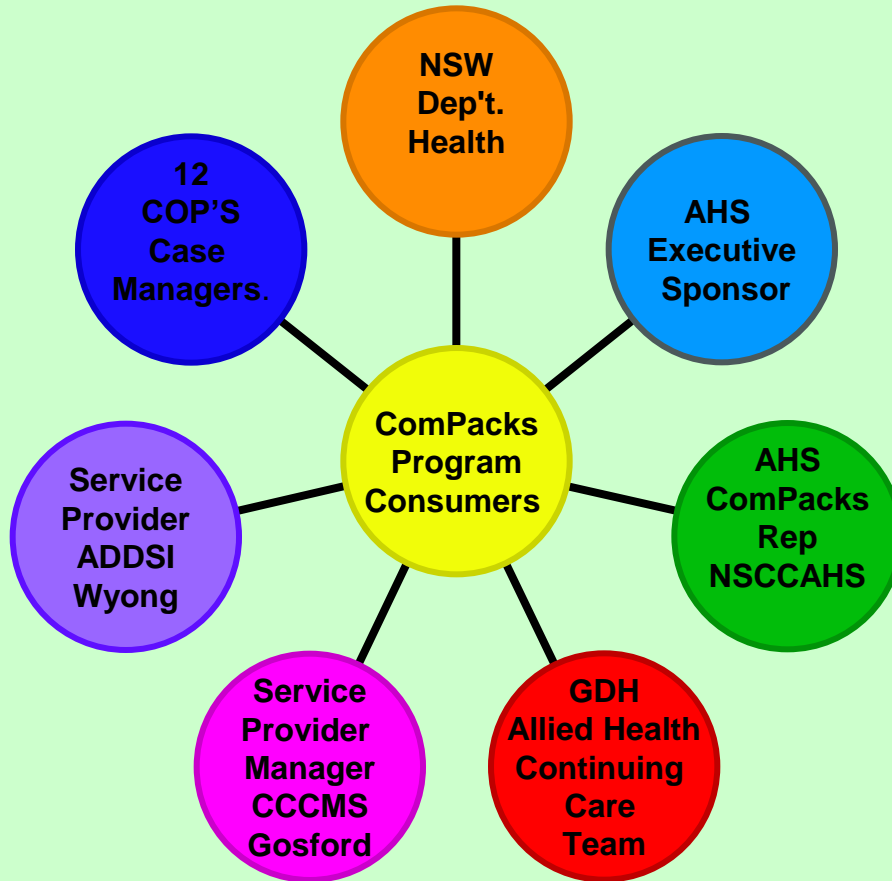 NSW
Dep't.
Health
12
COP’S
Case
Managers.
AHS
Executive
Sponsor
ComPacks
Program
Consumers
Service
Provider
ADDSI
Wyong
AHS
ComPacks
Rep
NSCCAHS
Service
Provider
Manager
CCCMS
Gosford
GDH
Allied Health
Continuing
Care
Team